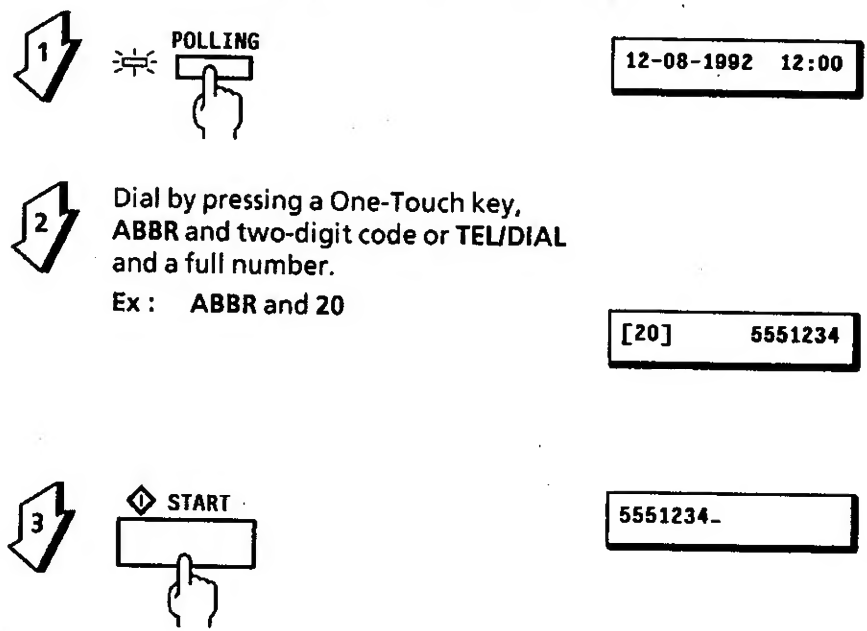 1
POLLING
12-08-1992 12:00
2
Dial by pressing a One-Touch key,
ABBR and two-digit code or TEL/DIAL
and a full number.
Ex : ABBR and 20
[20] 5551234
3
START
5551234_